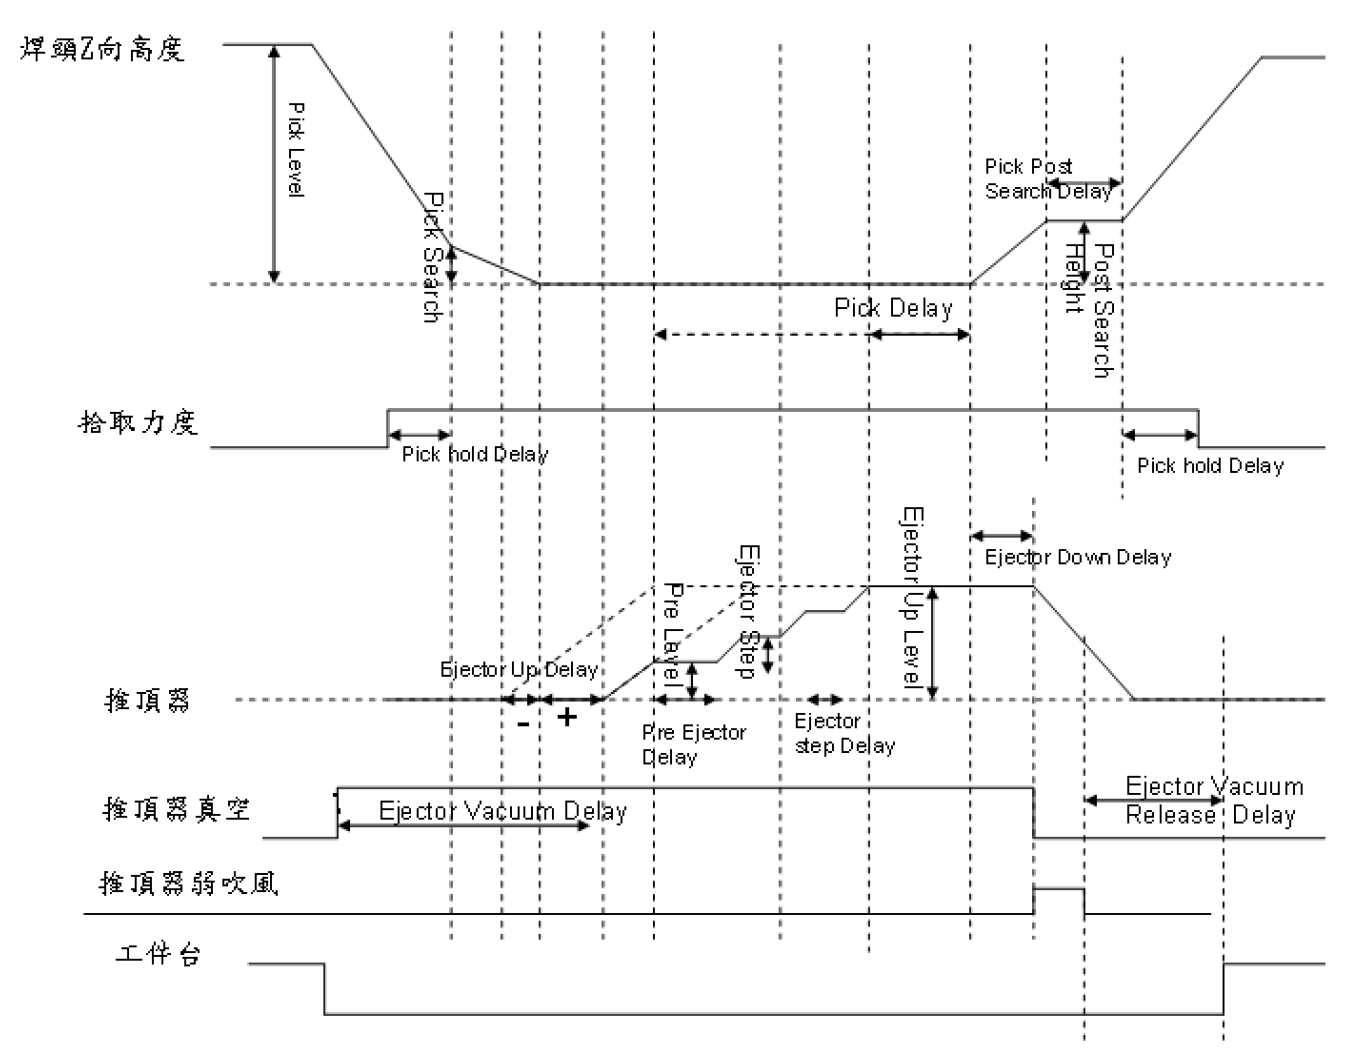 焊頭Z向高度
Pick Level
Pick Search
Pick Post
Search Delay
Post Search
Height
Pick Delay
拾取力度
Pick hold Delay
Pick hold Delay
Ejector Up Level
Ejector Down Delay
Ejector Step
Pre Level
Ejector Up Delay
推頂器
-
+
Pre Ejector
Delay
Ejector
step Delay
推頂器真空
Ejector Vacuum Delay
Ejector Vacuum
Release Delay
推頂器弱吹風
工件台